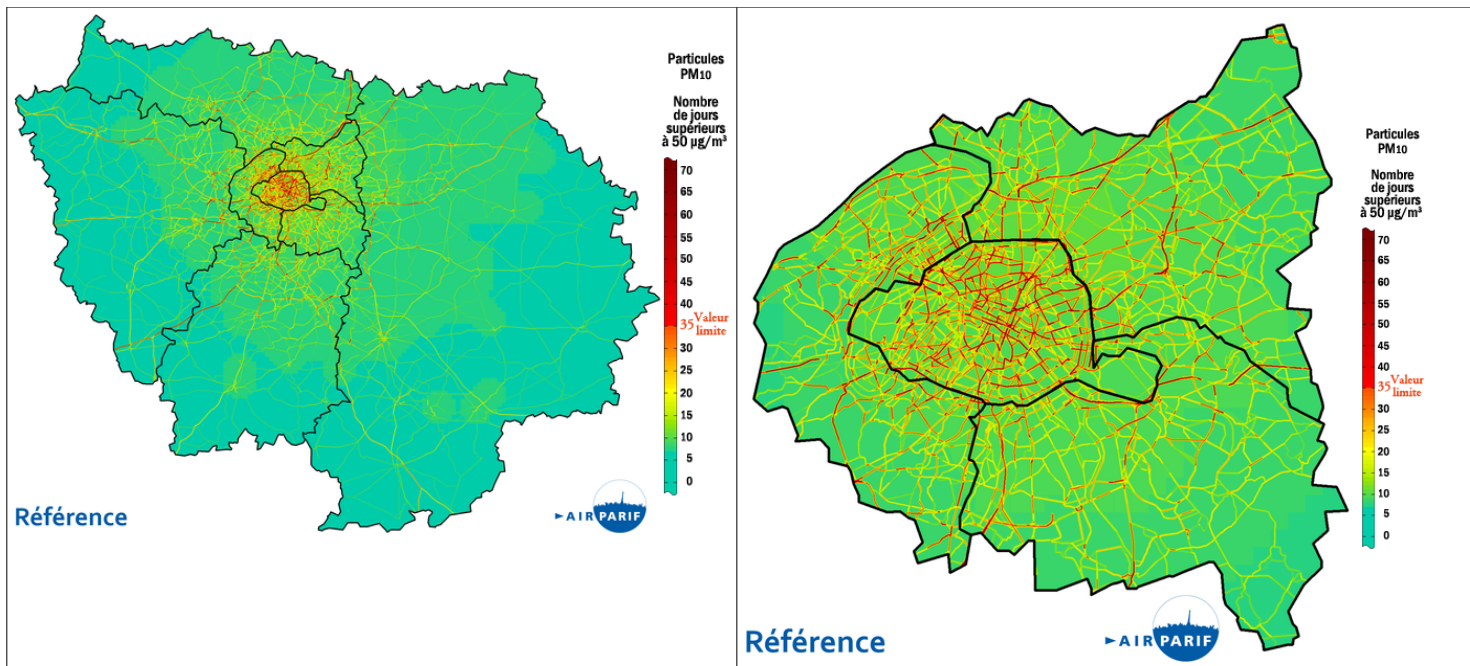 Particules
PM10
Nombre
de jours
supérieurs
à 50 µg/m³
70
65
60
55
50
45
40
35 Valeur
limite
30
25
20
15
10
5
0
Référence
AIRPARIF
Particules
PM10
Nombre
de jours
supérieurs
à 50 µg/m³
70
65
60
55
50
45
40
35 Valeur
limite
30
25
20
15
10
5
0
Référence
AIRPARIF